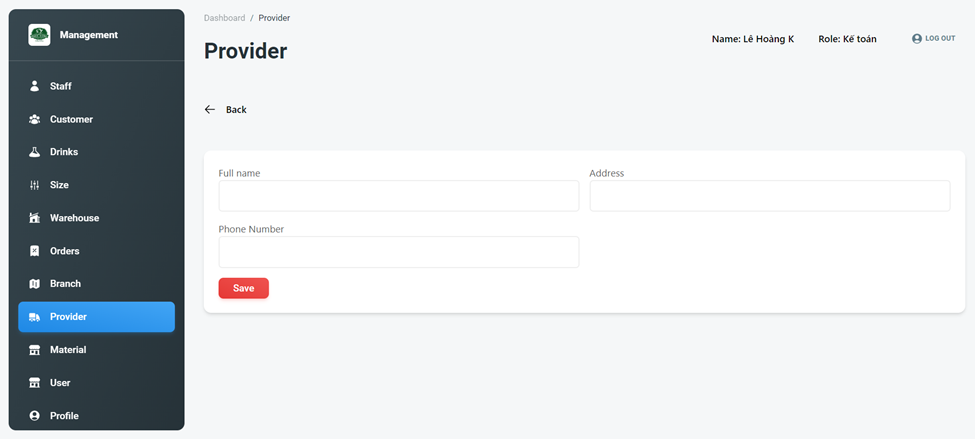 Management
Staff
Customer
Drinks
Size
Warehouse
Orders
Branch
Provider
Material
User
Profile
Dashboard / Provider
Provider
Name: Lê Hoàng K
Role: Kế toán
LOG OUT
Back
Full name
Address
Phone Number
Save